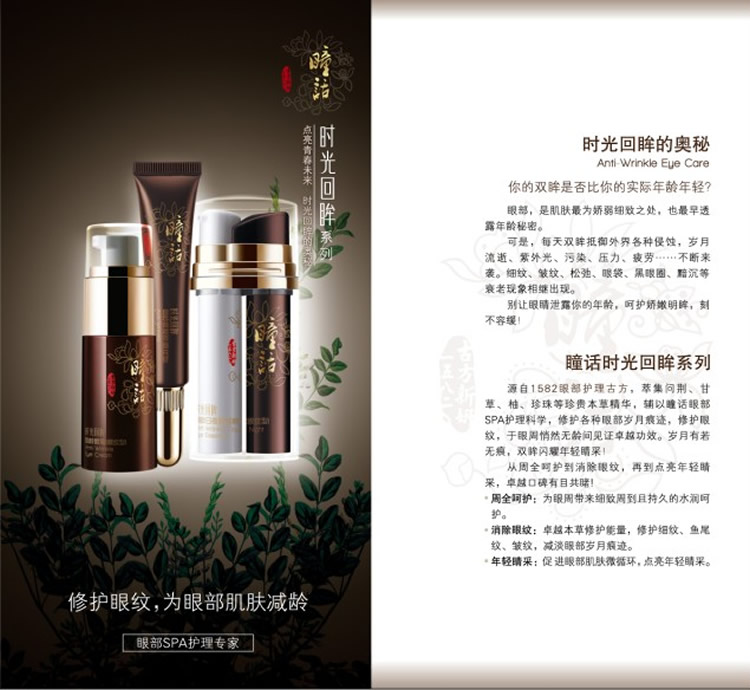 瞳話
时光回眸系列
点亮青春未来 时光回眸的奥秘
瞳話
瞳話
瞳話
Eye Cream
修护眼纹,为眼部肌肤减龄
眼部SPA护理专家
时光回眸的奥秘
Anti-Wrinkle Eye Care
你的双眸是否比你的实际年龄年轻?
眼部,是肌肤最为娇弱细致之处,也最早透
露年龄秘密。
可是,每天双眸抵御外界各种侵蚀,岁月
流逝、紫外光、污染、压力、疲劳……不断来
袭。细纹、皱纹、松弛、眼袋、黑眼圈、黯沉等
衰老现象相继出现。
别让眼睛泄露你的年龄,呵护娇嫩明眸,刻
不容缓!
瞳话时光回眸系列
源自1582眼部护理古方,萃集问荆、甘
草、柚、珍珠等珍贵本草精华,辅以瞳话眼部
SPA护理科学,修护各种眼部岁月痕迹,修护眼
纹,于眼周悄然无龄间见证卓越功效。岁月有若
无痕,双眸闪耀年轻睛采!
从周全呵护到消除眼纹,再到点亮年轻睛
采,卓越口碑有目共睹!
·周全呵护:为眼周带来细致周到且持久的水润呵
护。
·消除眼纹:卓越本草修护能量,修护细纹、鱼尾
纹、皱纹,减淡眼部岁月痕迹。
·年轻睛采:促进眼部肌肤微循环,点亮年轻睛采。